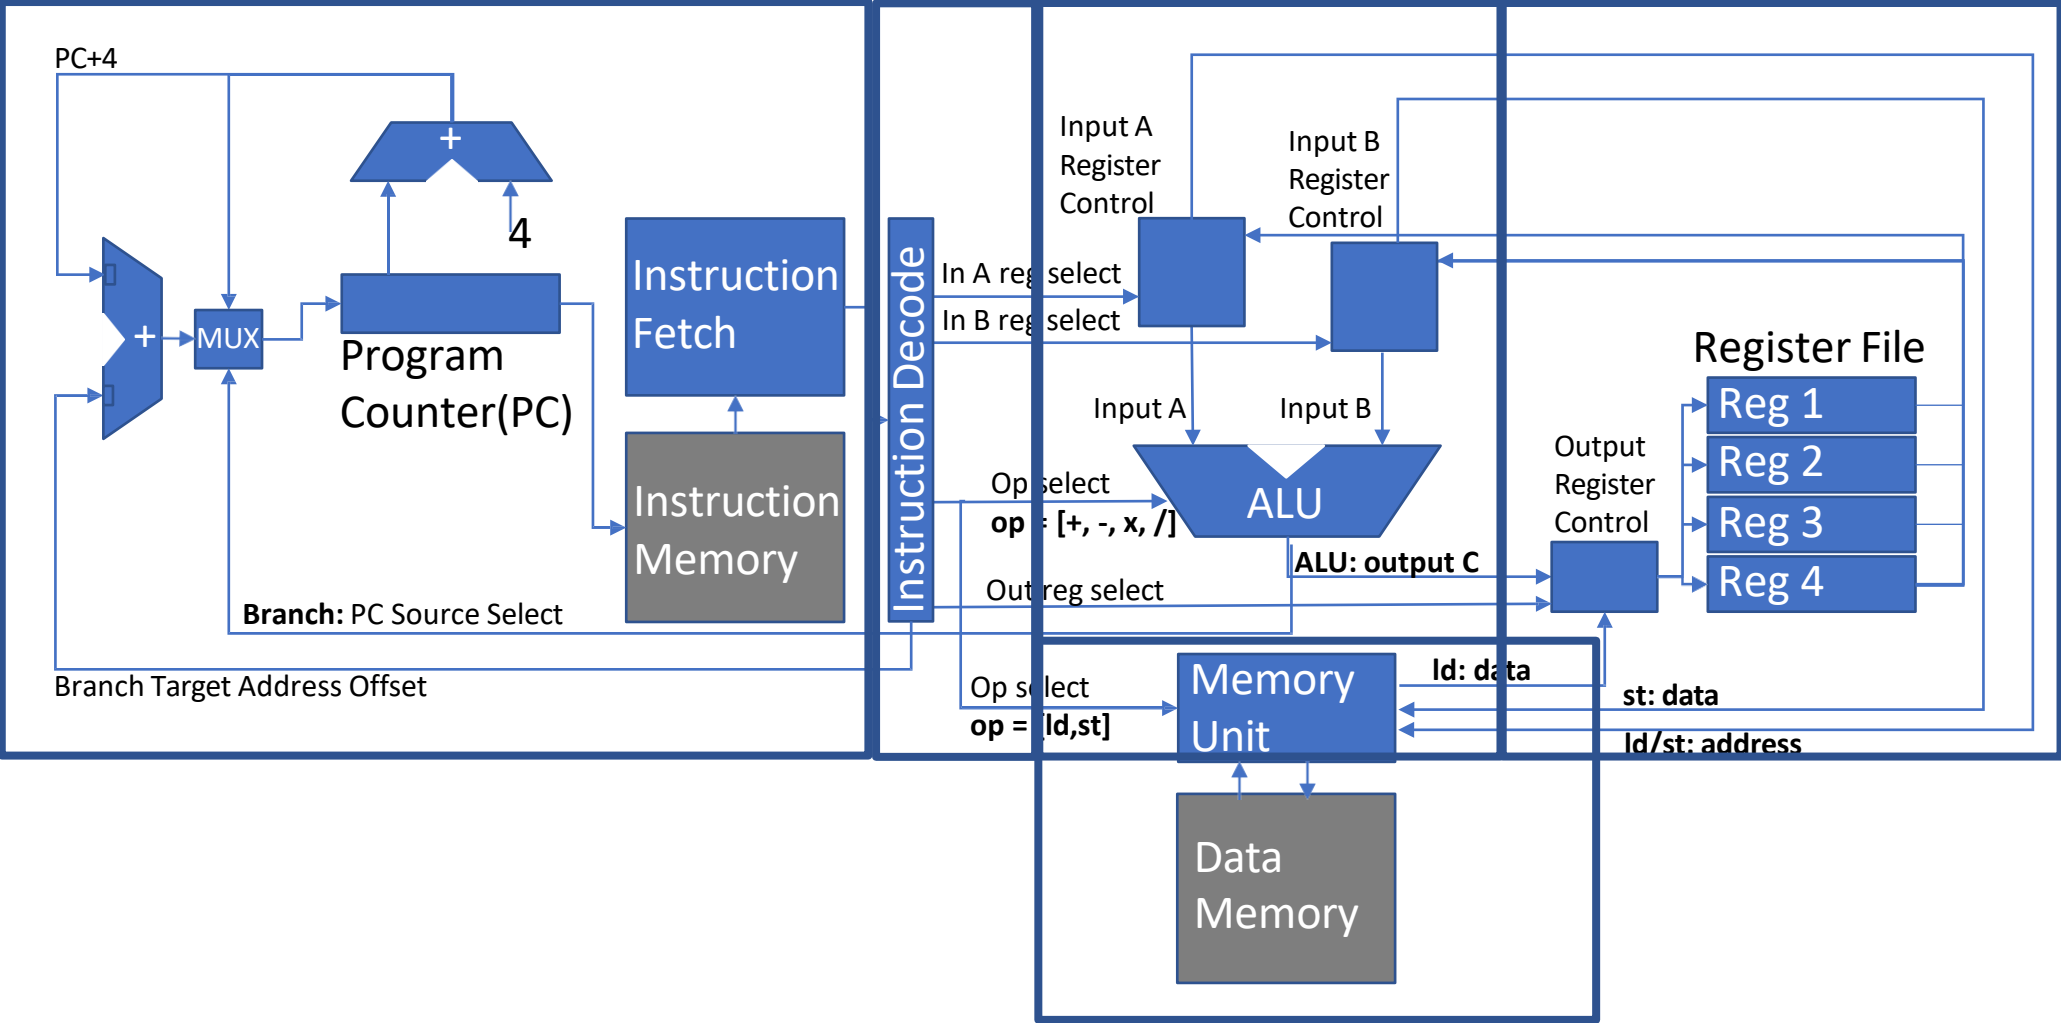 PC+4
+
4
+
MUX
Program
Counter(PC)
Instruction
Fetch
Instruction
Memory
Branch: PC Source Select
Branch Target Address Offset
Instruction Decode
In A reg select
In B reg select
Op select
op = [+, -, x, /]
Out reg select
Op select
op = [ld,st]
Input A
Register
Control
Input B
Register
Control
Input A
Input B
ALU
ALU: output C
Memory
Unit
Data
Memory
ld: data
st: data
ld/st: address
Output
Register
Control
Register File
Reg 1
Reg 2
Reg 3
Reg 4